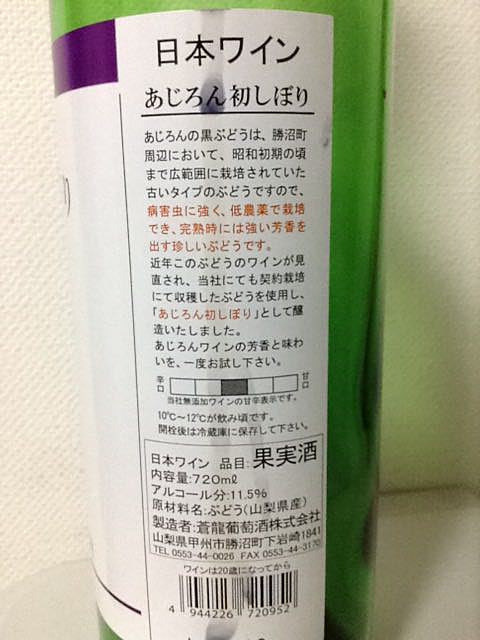 日本ワイン
あじろん初しぼり
あじろんの黒ぶどうは、勝沼町
周辺において、昭和初期の頃
まで広範囲に栽培されていた
古いタイプのぶどうですので、
病害虫に強く、低農薬で栽培
でき、完熟時には強い芳香を
出す珍しいぶどうです。
近年このぶどうのワインが見
直され、当社にても契約栽培
にて収穫したぶどうを使用し、
「あじろん初しぼり」として醸
造いたしました。
あじろんワインの芳香と味わ
いを、一度お試し下さい。
辛口 甘口
当社無添加ワインの甘辛表示です。
10℃〜12℃が飲み頃です。
開栓後は冷蔵庫に保存して下さい。
日本ワイン 品目:果実酒
内容量:720mℓ
アルコール分:11.5%
原材料名:ぶどう(山梨県産)
製造者:蒼龍葡萄酒株式会社
山梨県甲州市勝沼町下岩崎1841
TEL 0553-44-0026 FAX 0553-44-3170
ワインは20歳になってから
4 944226 720952